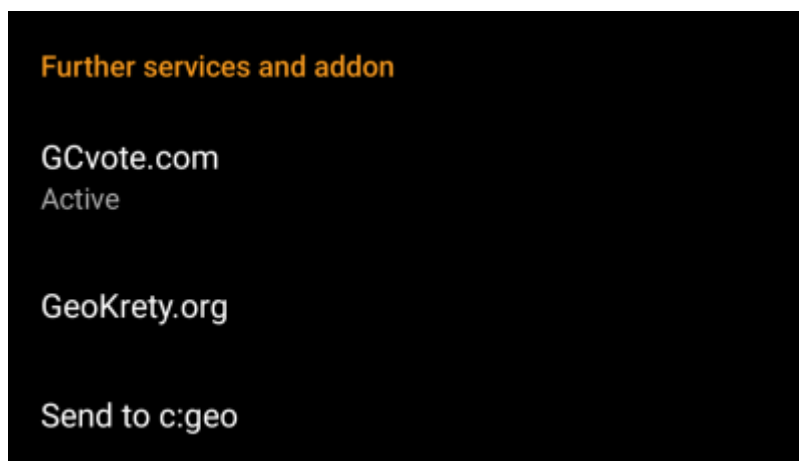 Further services and addon
GCvote.com
Active
GeoKrety.org
Send to c:geo